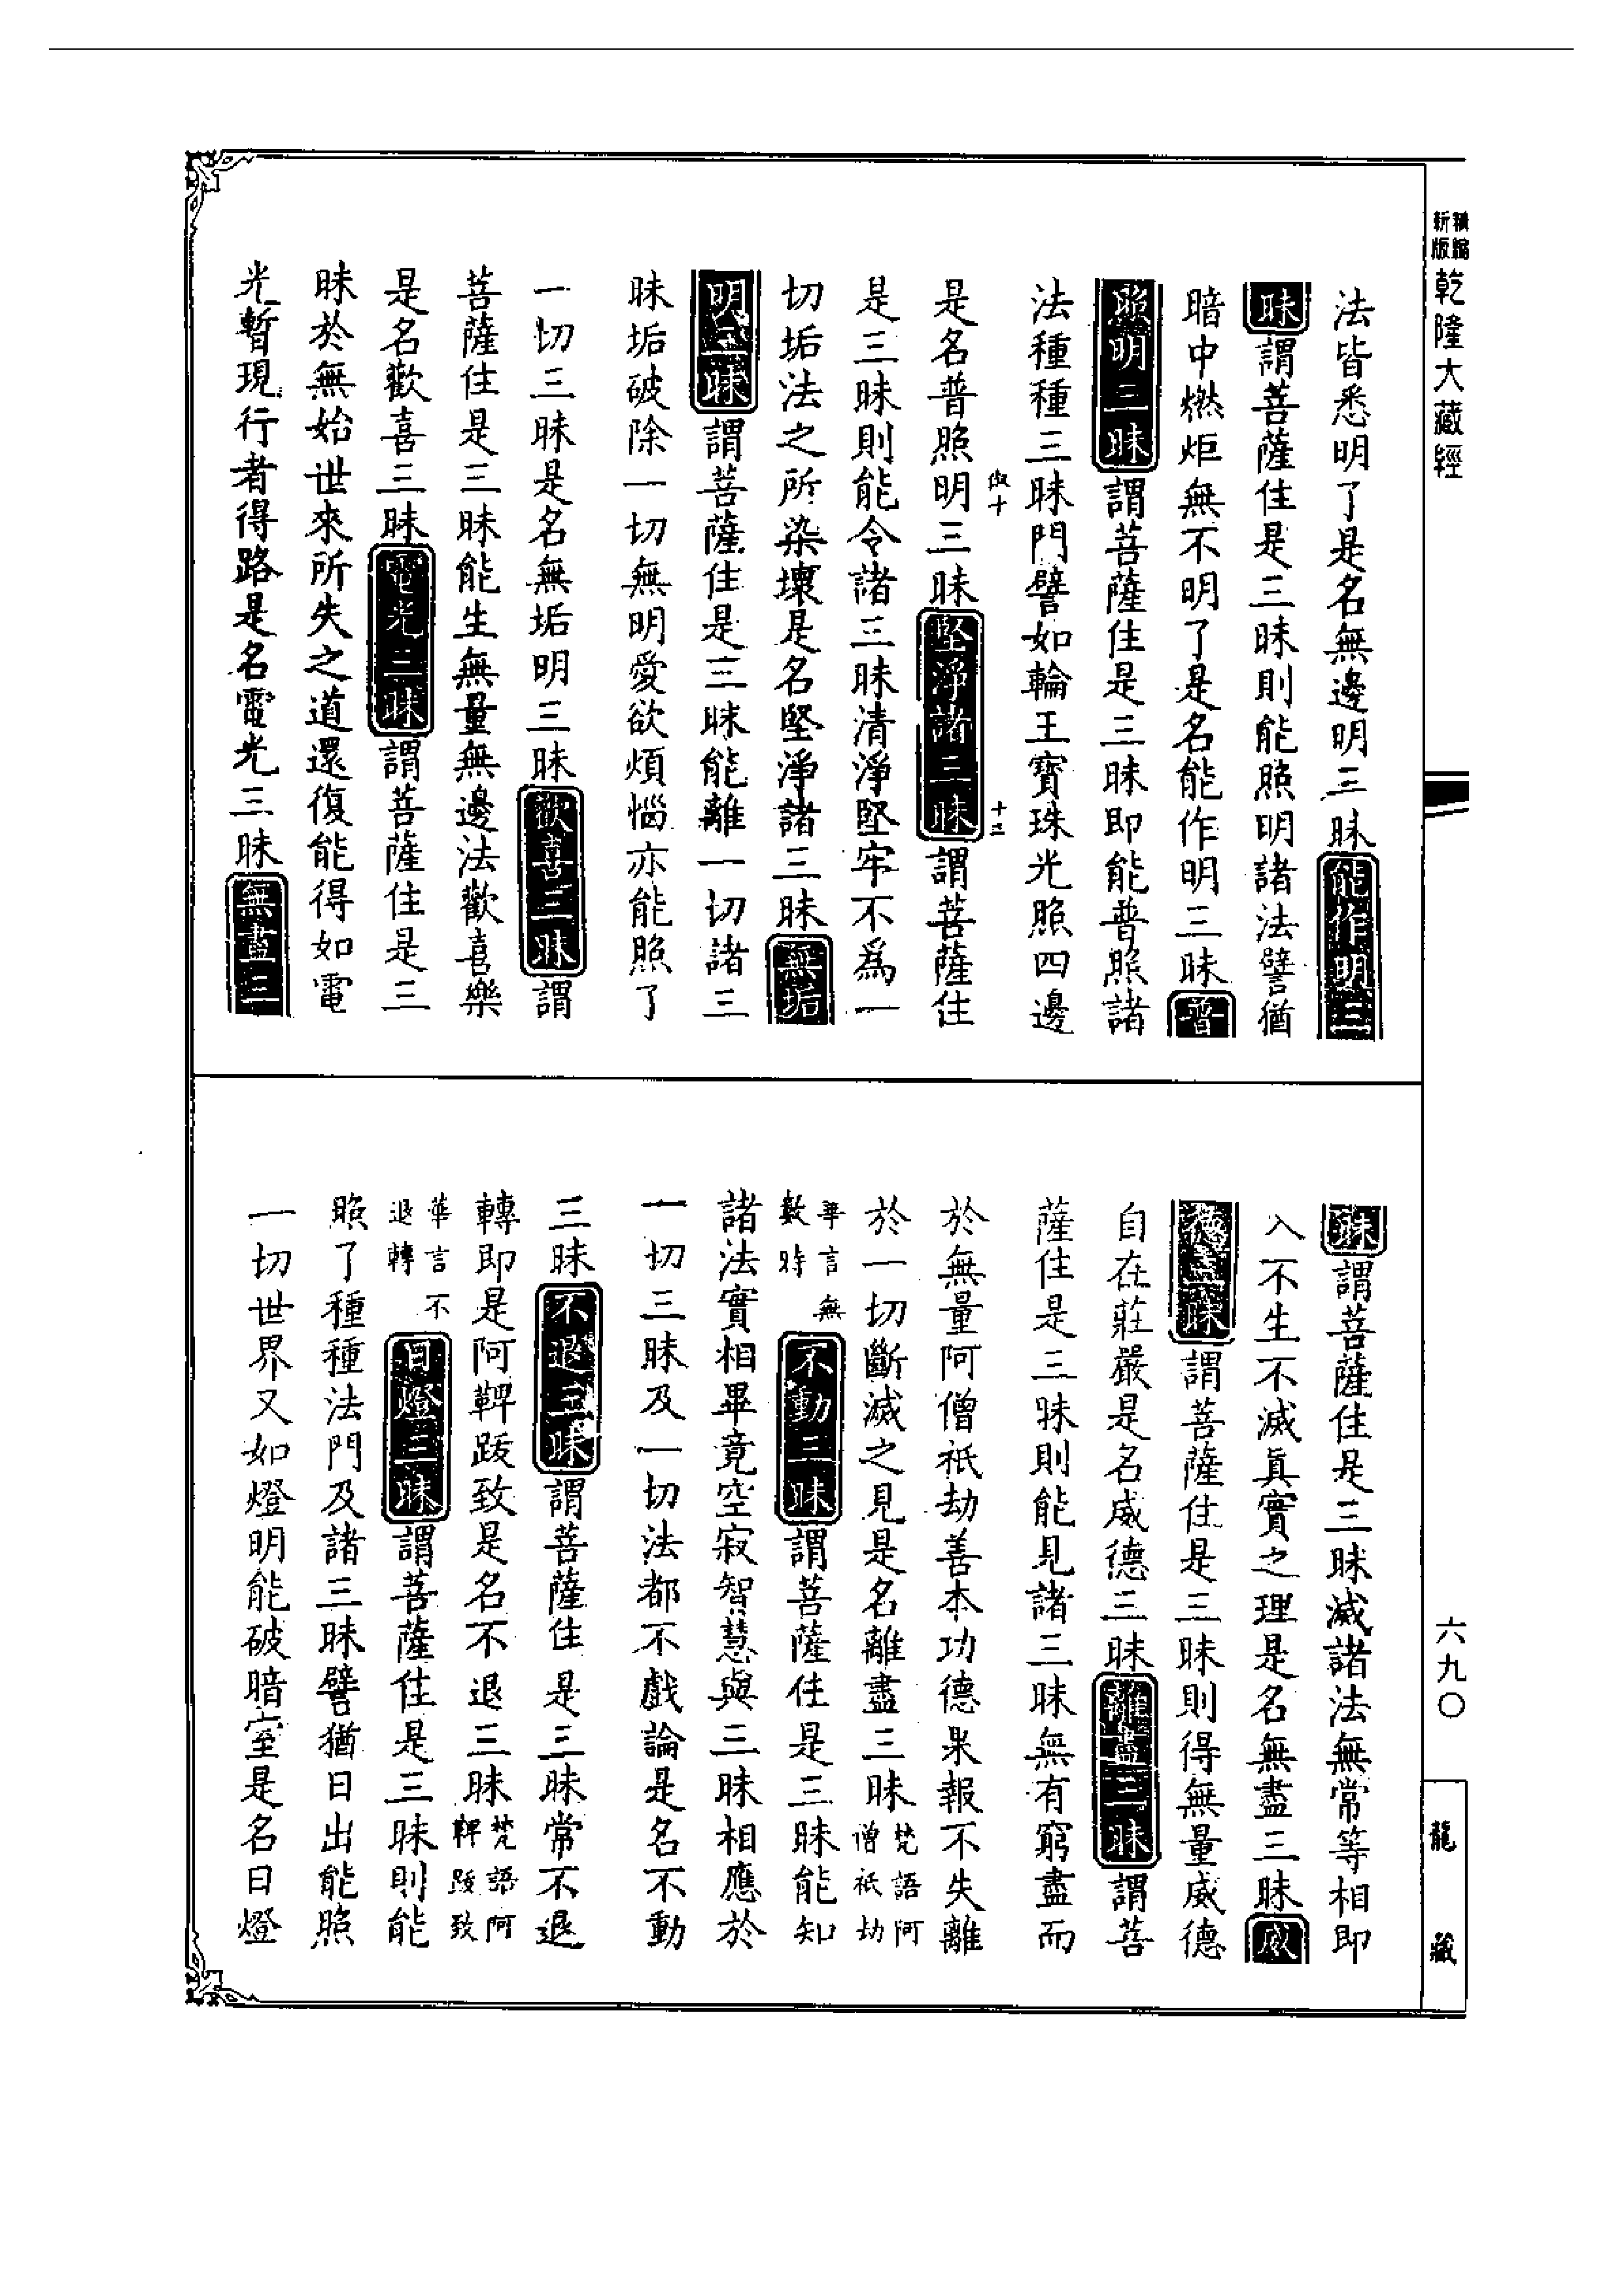 新版
精縮
乾隆大藏經
法皆悉明了是名無邊明三昧能作明三
昧謂菩薩住是三昧則能照明諸法譬猶
暗中燃炬無不明了是名能作明三昧普
照明三昧謂菩薩住是三昧即能普照諸
法種種三昧門譬如輪王寶珠光照四邊
十
十三
是名普照明三昧堅淨諸三昧謂菩薩住
是三昧則能令諸三昧清淨堅牢不爲一
切垢法之所染壞是名堅淨諸三昧無垢
明三昧謂菩薩住是三昧能離一切諸三
昧垢破除一切無明愛欲煩惱亦能照了
一切三昧是名無垢明三昧歡喜三昧謂
菩薩住是三昧能生無量無邊法歡喜樂
是名歡喜三昧電光三昧謂菩薩住是三
昧於無始世來所失之道還復能得如電
光暫現行者得路是名電光三昧無盡三
昧謂菩薩住是三昧滅諸法無常等相即
入不生不滅真實之理是名無盡三昧威
德三昧謂菩薩住是三昧則得無量威德
自在莊嚴是名威德三昧離盡三昧謂菩
薩住是三昧則能見諸三昧無有窮盡而
於無量阿僧祇劫善本功德果報不失離
於一切斷滅之見是名離盡三昧梵語阿僧祇劫
華言無數時不動三昧謂菩薩住是三昧能知
諸法實相畢竟空寂智慧與三昧相應於
一切三昧及一切法都不戲論是名不動
三昧不退三昧謂菩薩住是三昧常不退
轉即是阿鞞跋致是名不退三昧梵語阿鞞跋致
華言不退轉日燈三昧謂菩薩住是三昧則能
照了種種法門及諸三昧譬猶日出能照
一切世界又如燈明能破暗室是名日燈
六九〇
龍藏